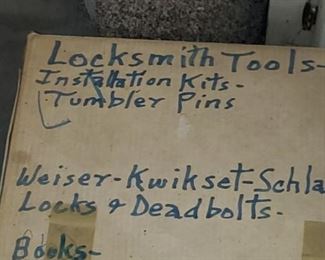 Locksmith Tools-
Installation Kits-
Tumbler Pins
Weiser-Kwikset-Schla
Locks & Deadbolts-
Books-